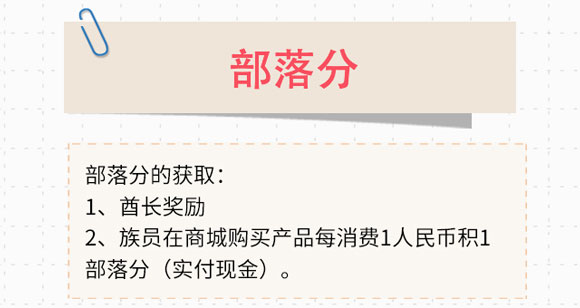 部落分
部落分的获取：
1、酋长奖励
2、族员在商城购买产品每消费1人民币积1
部落分（实付现金）。